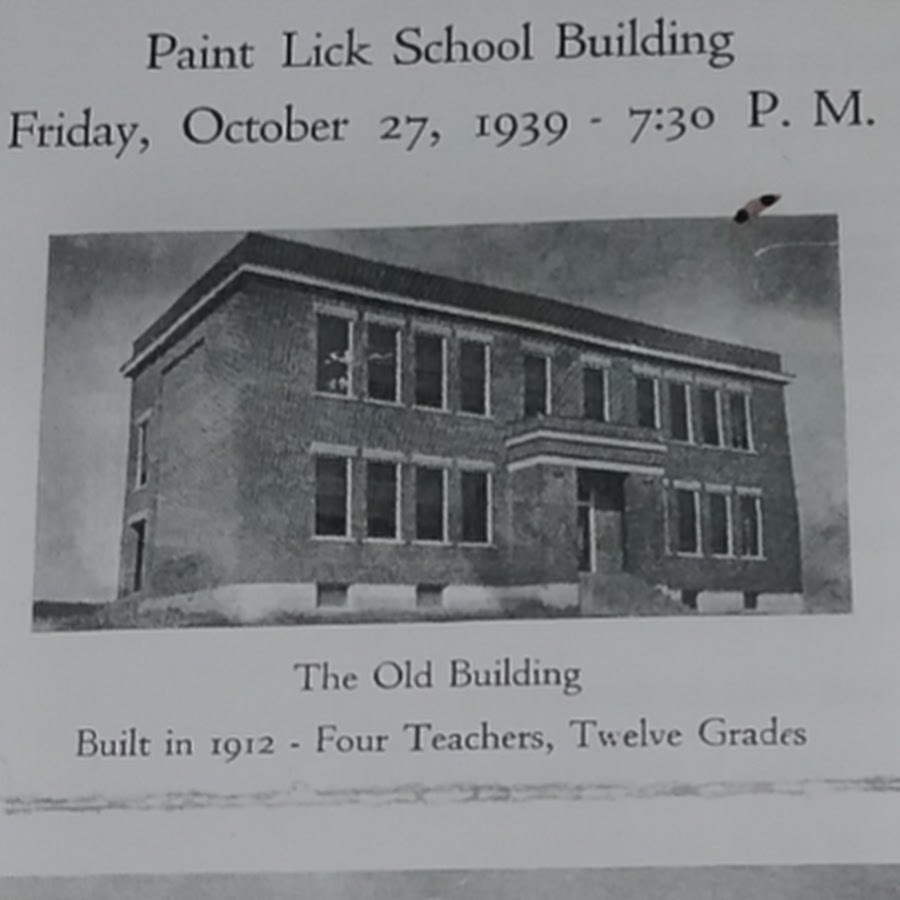 Paint Lick School Building
Friday, October 27, 1939 - 7:30 P. M.
The Old Building
Built in 1912 - Four Teachers, Twelve Grades